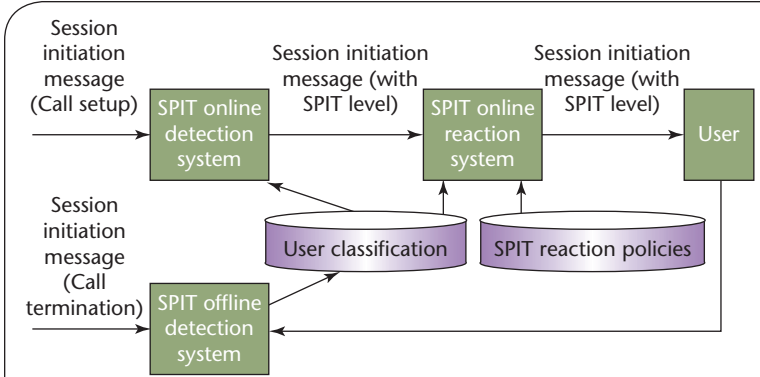 Session
initiation
message
(Call setup)
SPIT online
detection
system
Session initiation
message (with
SPIT level)
SPIT online
reaction
system
Session initiation
message (with
SPIT level)
User
User classification
SPIT reaction policies
Session
initiation
message
(Call
termination)
SPIT offline
detection
system